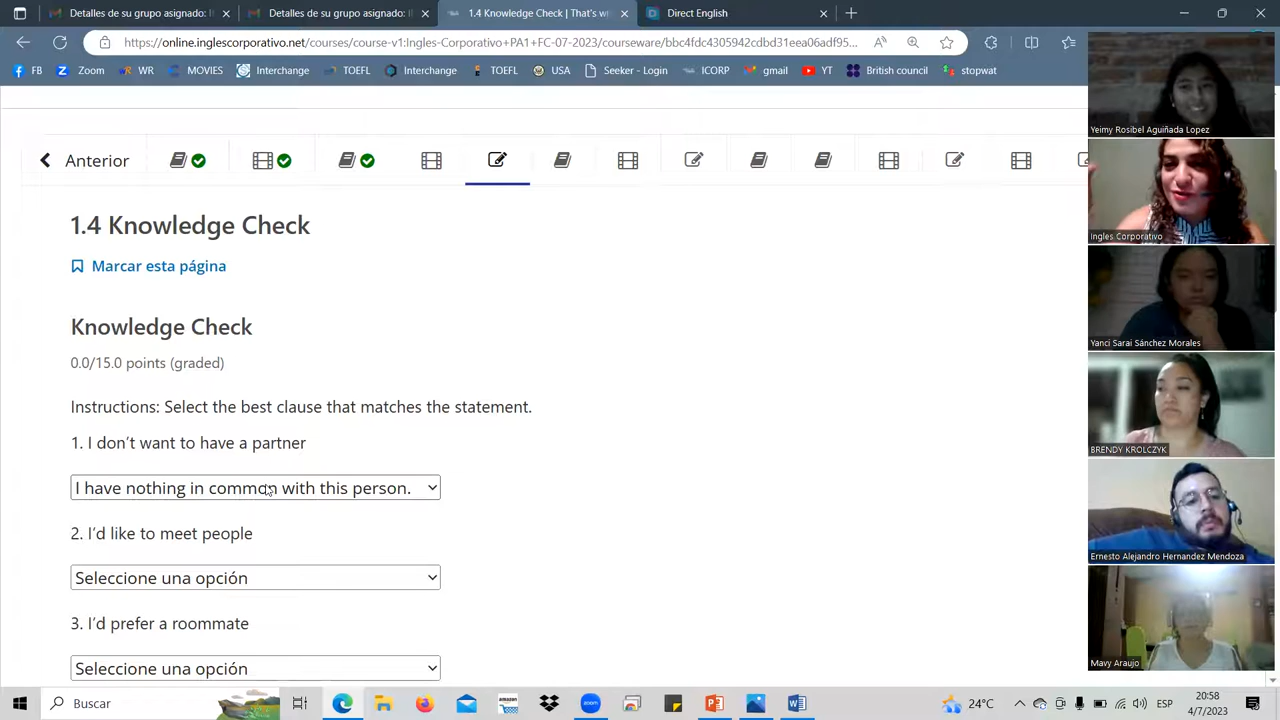 Detalles de su grupo asignado: I
Detalles de su grupo asignado: I
1.4 Knowledge Check | That's wi
Direct English
https://online.inglescorporativo.net/courses/course-v1:Ingles-Corporativo+PA1+FC-07-2023/courseware/bbc4fdc4305942cdbd31eea06adf95...
FB
Zoom
WR
MOVIES
Interchange
TOEFL
Interchange
TOEFL
USA
Seeker - Login
ICORP
gmail
YT
British council
stopwat
Anterior
1.4 Knowledge Check
Marcar esta página
Knowledge Check
0.0/15.0 points (graded)
Instructions: Select the best clause that matches the statement.
1. I don't want to have a partner
I have nothing in common with this person.
2. I'd like to meet people
Seleccione una opción
3. I'd prefer a roommate
Seleccione una opción
Yeimy Rosibel Aguiñada Lopez
Ingles Corporativo
Yanci Sarai Sánchez Morales
BRENDY KROLCZYK
Ernesto Alejandro Hernandez Mendoza
Mavy Araujo
Buscar
24°C
ESP
20:58
4/7/2023